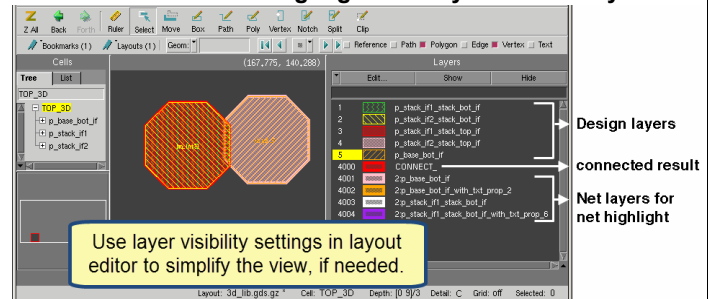 Z All Back Forth Ruler Select Move Box Path Poly Vertex Notch Split Clip
Bookmarks (1) Layouts (1) Geom: Reference Path Polygon Edge Vertex Text
Cells
(167.775, 140.288)
Layers
Tree List
Edit... Show Hide
TOP_3D
TOP_3D
p_base_bot_if
p_stack_if1
p_stack_if2
1 p_stack_if1_stack_bot_if
2 p_stack_if2_stack_bot_if
3 p_stack_if1_stack_top_if
4 p_stack_if2_stack_top_if
5 p_base_bot_if
4000 CONNECT_
4001 2:p_base_bot_if
4002 2:p_base_bot_if_with_txt_prop_2
4003 2:p_stack_if1_stack_bot_if
4004 2:p_stack_if1_stack_bot_if_with_txt_prop_6
Design layers
connected result
Net layers for
net highlight
Use layer visibility settings in layout
editor to simplify the view, if needed.
Layout: 3d_lib.gds.gz * Cell: TOP_3D Depth: [0 9]/3 Detail: C Grid: off Selected: 0